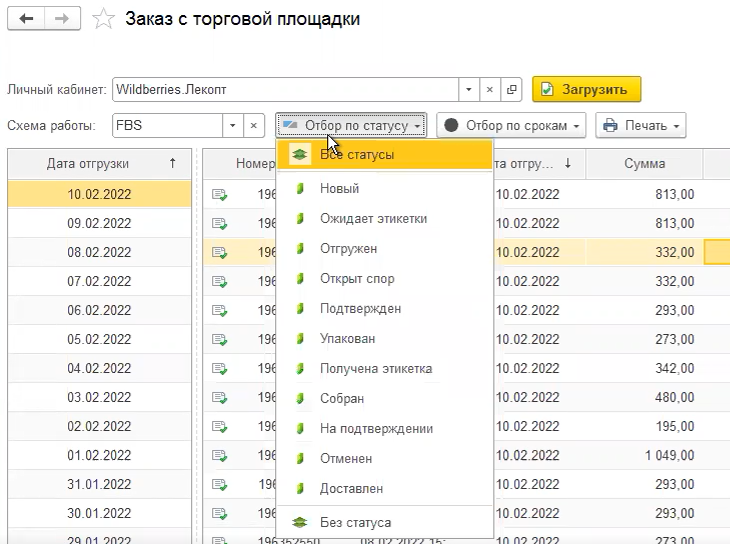 Заказ с торговой площадки
Личный кабинет: Wildberries.Лекопт Загрузить
Схема работы: FBS Отбор по статусу Отбор по срокам Печать
Дата отгрузки ↑ Номер та отгру... ↓ Сумма
Все статусы
10.02.2022 196 10.02.2022 813,00
Новый
09.02.2022 196 10.02.2022 813,00
Ожидает этикетки
08.02.2022 196 10.02.2022 332,00
Отгружен
07.02.2022 196 10.02.2022 332,00
Открыт спор
06.02.2022 196 10.02.2022 293,00
Подтвержден
05.02.2022 196 10.02.2022 273,00
Упакован
04.02.2022 196 10.02.2022 342,00
Получена этикетка
03.02.2022 196 10.02.2022 480,00
Собран
02.02.2022 196 10.02.2022 195,00
На подтверждении
01.02.2022 196 10.02.2022 1 049,00
Отменен
31.01.2022 196 10.02.2022 293,00
Доставлен
30.01.2022 196 10.02.2022 293,00
Без статуса
29.01.2022 196352550 08.02.2022 15: 10.02.2022 273,00